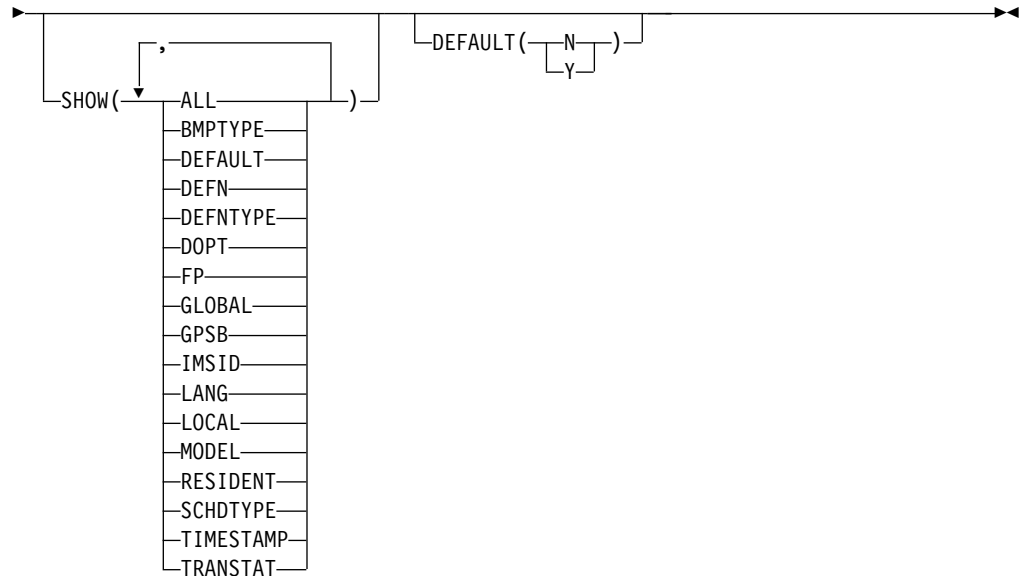 ,
DEFAULT( N )
Y
SHOW( ALL )
BMPTYPE
DEFAULT
DEFN
DEFNTYPE
DOPT
FP
GLOBAL
GPSB
IMSID
LANG
LOCAL
MODEL
RESIDENT
SCHDTYPE
TIMESTAMP
TRANSTAT